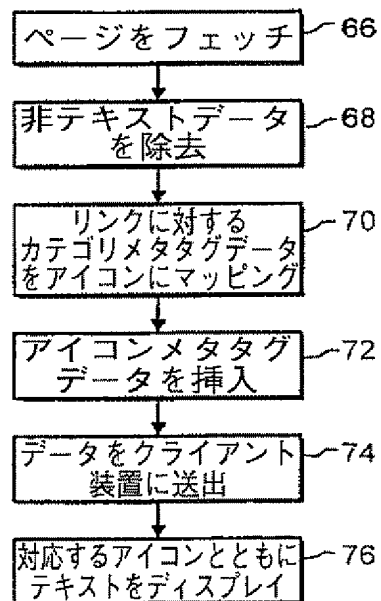 ページをフェッチ
66
非テキストデータ
を除去
68
リンクに対する
カテゴリメタタグデータ
をアイコンにマッピング
70
アイコンメタタグ
データを挿入
72
データをクライアント
装置に送出
74
対応するアイコンとともに
テキストをディスプレイ
76